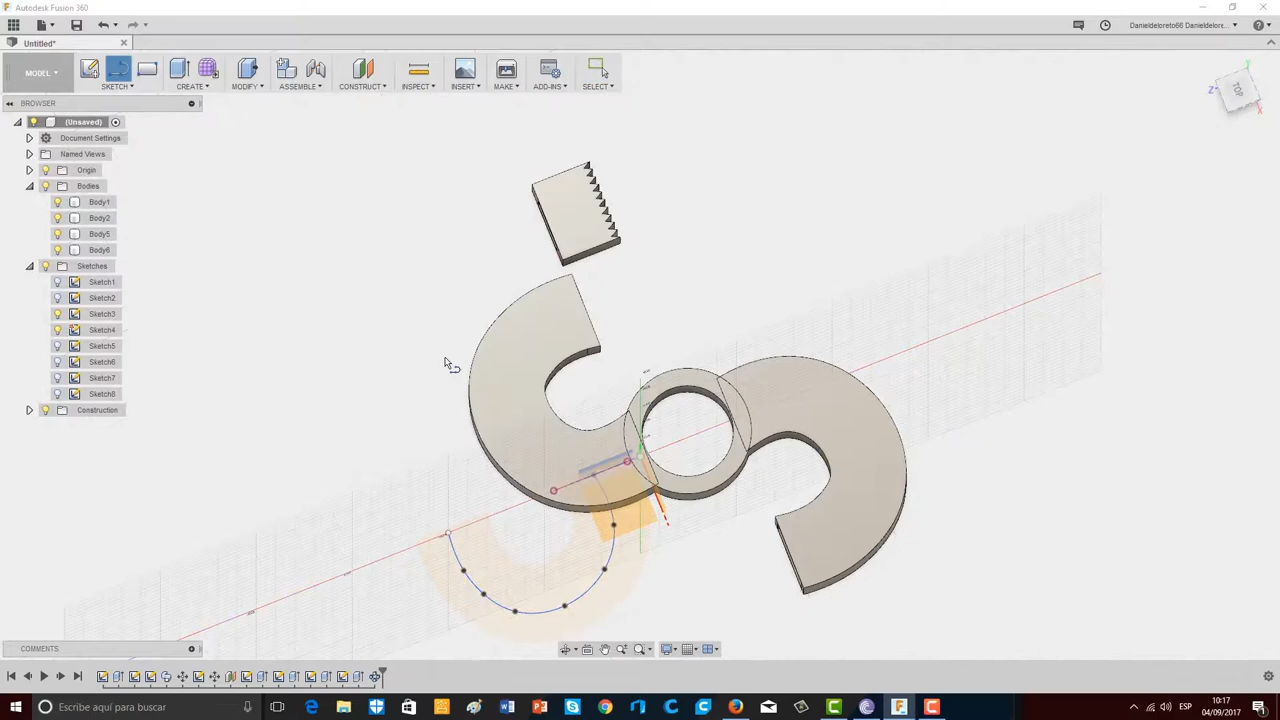 Autodesk Fusion 360
Danieldeloreto66 Danieldelore...
Untitled*
MODEL
SKETCH
CREATE
MODIFY
ASSEMBLE
CONSTRUCT
INSPECT
INSERT
MAKE
ADD-INS
SELECT
TOP
Z
Y
X
BROWSER
(Unsaved)
Document Settings
Named Views
Origin
Bodies
Body1
Body2
Body5
Body6
Sketches
Sketch1
Sketch2
Sketch3
Sketch4
Sketch5
Sketch6
Sketch7
Sketch8
Construction
COMMENTS
Escribe aquí para buscar
ESP
10:17
04/09/2017